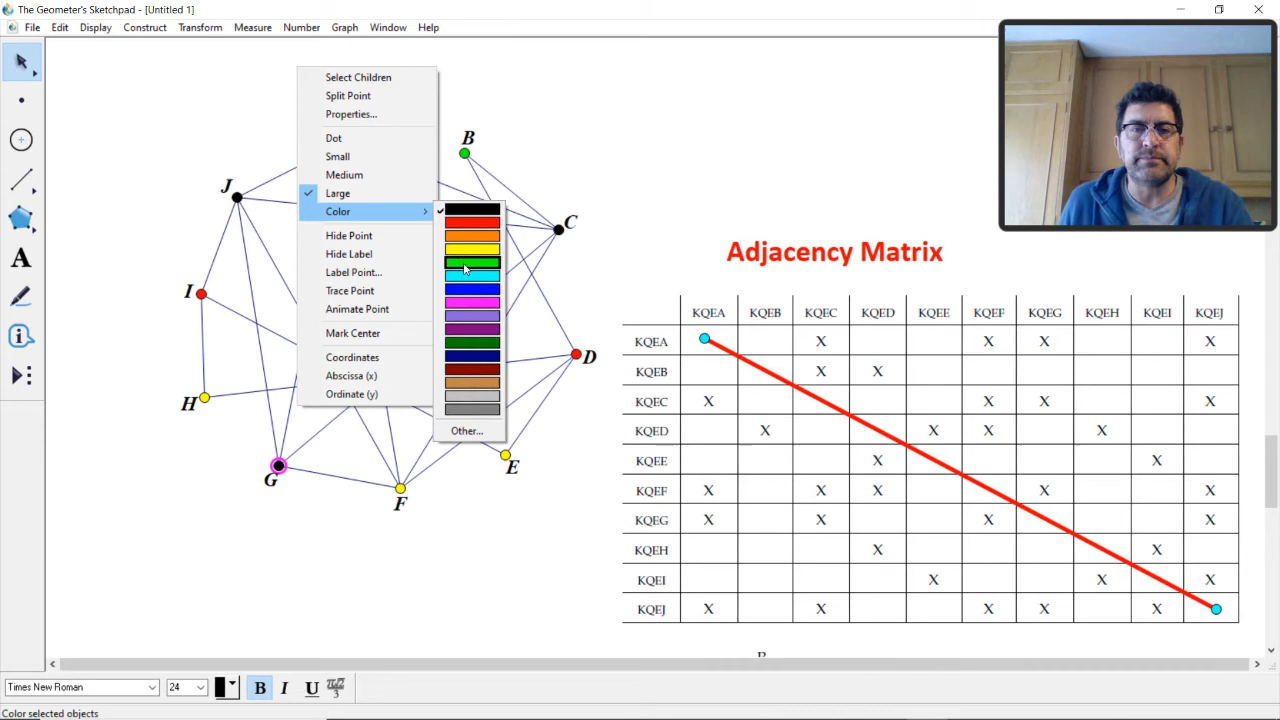 The Geometer's Sketchpad - [Untitled 1]
File Edit Display Construct Transform Measure Number Graph Window Help
Select Children
Split Point
Properties...
Dot
Small
Medium
Large
Color
Hide Point
Hide Label
Label Point...
Trace Point
Animate Point
Mark Center
Coordinates
Abscissa (x)
Ordinate (y)
Other...
B
J
C
I
D
H
E
G
F
A
Adjacency Matrix
KQEA KQEB KQEC KQED KQEE KQEF KQEG KQEH KQEI KQEJ
KQEA X X X X
KQEB X X
KQEC X X X X
KQED X X X X
KQEE X X
KQEF X X X X X
KQEG X X X X
KQEH X X
KQEI X X X
KQEJ X X X X X
Times New Roman 24 B I U
Color selected objects